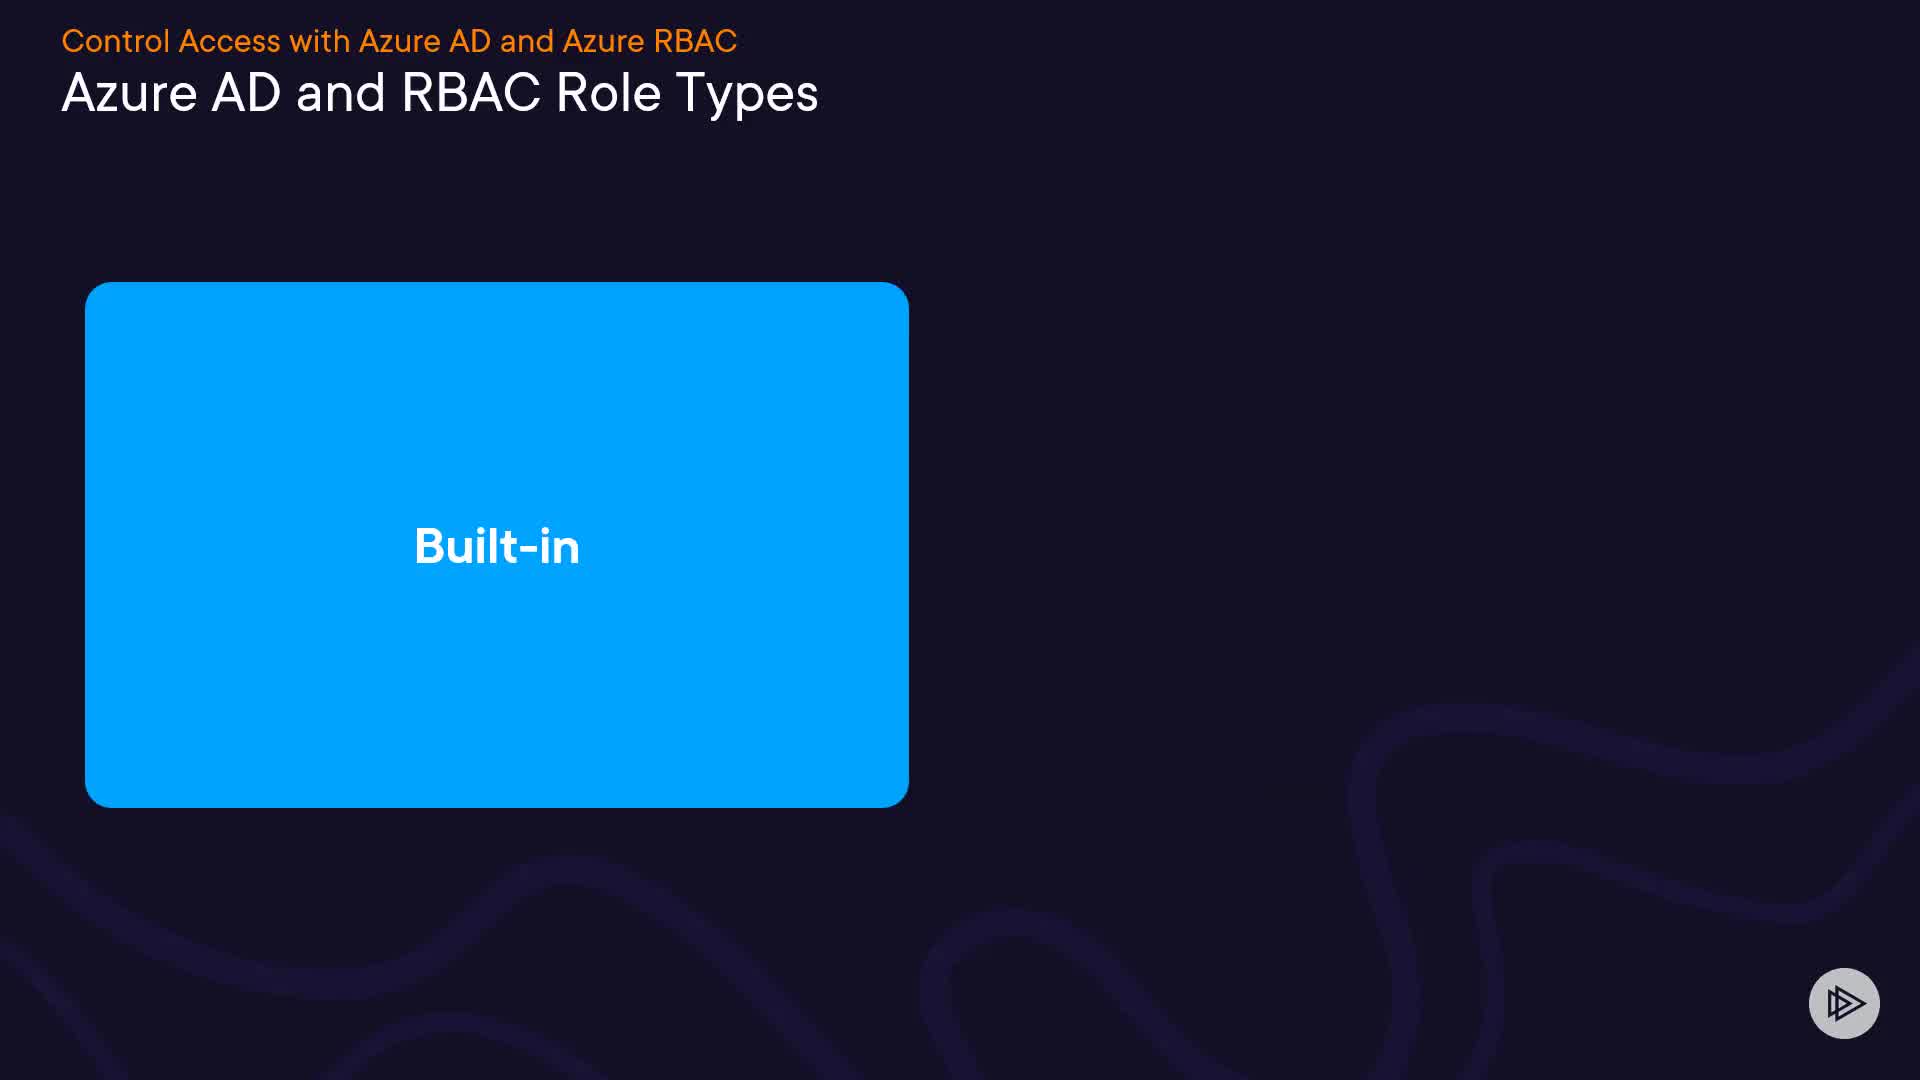 Control Access with Azure AD and Azure RBAC
Azure AD and RBAC Role Types
Built-in